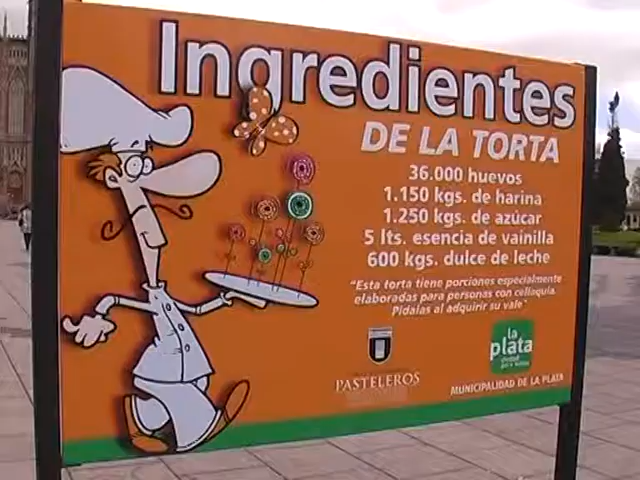 Ingredientes
DE LA TORTA
36.000 huevos
1.150 kgs. de harina
1.250 kgs. de azúcar
5 lts. esencia de vainilla
600 kgs. dulce de leche
"Esta torta tiene porciones especialmente
elaboradas para personas con celiaquía.
Pídalas al adquirir su vale"
la
plata
PASTELEROS
MUNICIPALIDAD DE LA PLATA